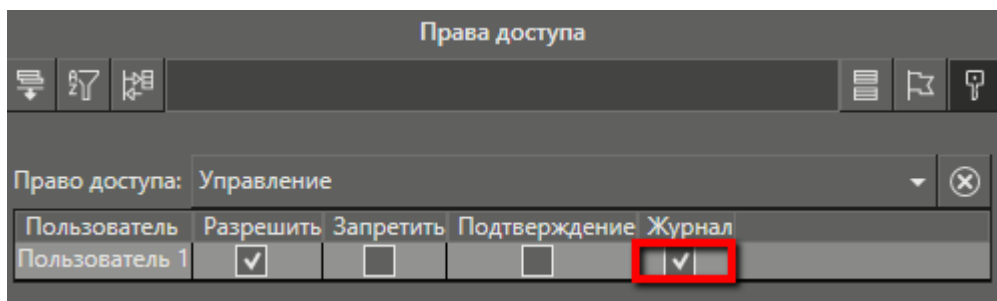 Права доступа
Право доступа: Управление
Пользователь Разрешить Запретить Подтверждение Журнал
Пользователь 1